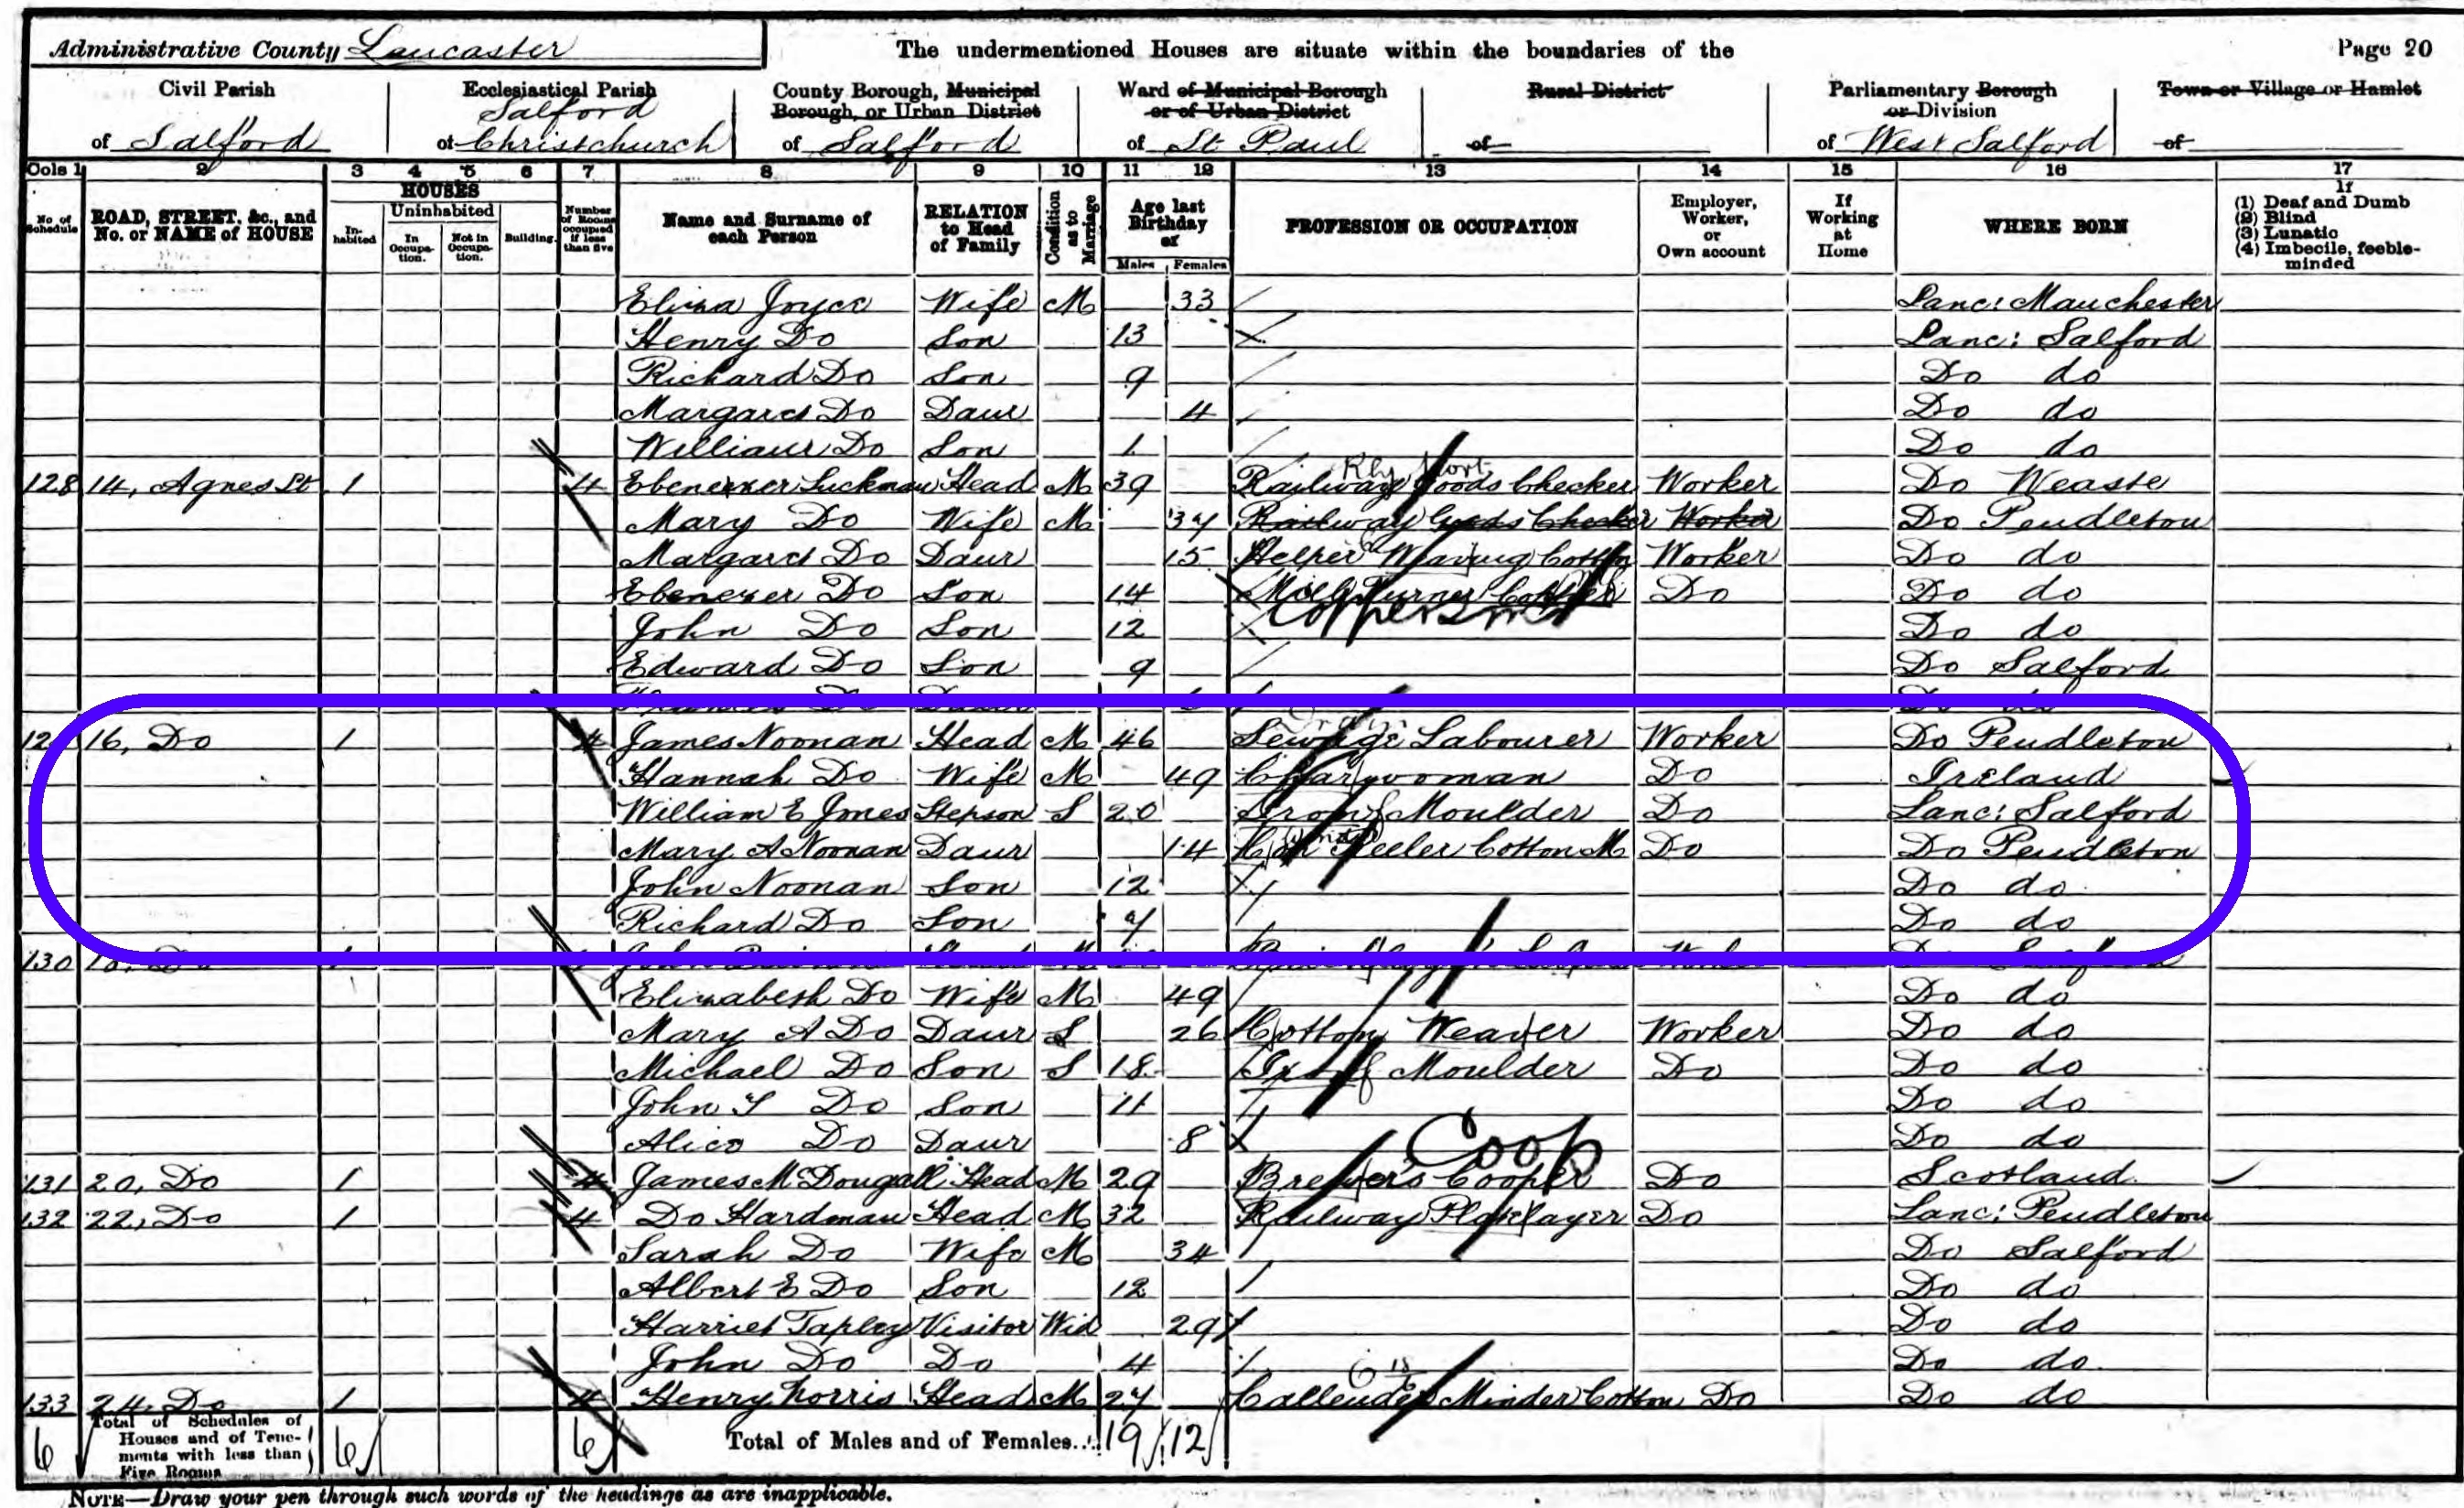 Administrative County Lancaster
The undermentioned Houses are situate within the boundaries of the
Page 20
Civil Parish of Salford
Ecclesiastical Parish of Salford Christchurch
County Borough, Municipal Borough, or Urban District of Salford
Ward of Municipal Borough or of Urban District of St Paul
Rural District of
Parliamentary Borough or Division of West Salford
Town or Village or Hamlet of
Cols 1 2 3 4 5 6 7 8 9 10 11 12 13 14 15 16 17
No. of Schedule
ROAD, STREET, &c., and No. or NAME of HOUSE
HOUSES
Inhabited
Uninhabited
In Occupation.
Not in Occupation.
Building.
Number of Rooms occupied if less than five
Name and Surname of each Person
RELATION to Head of Family
Condition as to Marriage
Age last Birthday of
Males Females
PROFESSION OR OCCUPATION
Employer, Worker, or Own account
If Working at Home
WHERE BORN
If
(1) Deaf and Dumb
(2) Blind
(3) Lunatic
(4) Imbecile, feeble-minded
Eliza Joyce Wife M 33 Lanc: Manchester
Henry Do Son 13 Lanc: Salford
Richard Do Son 9 Do do
Margaret Do Daur 4 Do do
William Do Son 1 Do do
128 14, Agnes St 1 4 Ebenezer Luckman Head M 39 Railway Goods Checker Worker Do Weaste
Mary Do Wife M 37 Railway Goods Checker Worker Do Pendleton
Margaret Do Daur 15 Helper Cotton Worker Do do
Ebenezer Do Son 14 Turner Do Do do
Coppersmith
John Do Son 12 Do do
Edward Do Son 9 Do Salford
Do Daur
16, Do 1 4 James Noonan Head M 46 Sewage Labourer Worker Do Pendleton
Hannah Do Wife M 49 Charwoman Do Ireland
William E Jones Stepson S 20 Iron Moulder Do Lanc: Salford
Mary A Noonan Daur 14 Reeler Cotton M Do Do Pendleton
John Noonan Son 12 Do do
Richard Do Son 7 Do do
130 18, Do 1 John Head M
Elizabeth Do Wife M 49 Do do
Mary A Do Daur S 26 Cotton Weaver Worker Do do
Michael Do Son S 18 Iron Moulder Do Do do
John Do Son 11 Do do
Alice Do Daur 8 Do do
Coop
131 20, Do 1 4 James McDougall Head M 29 Brewer's Cooper Do Scotland
132 22, Do 1 4 Do Hardman Head M 32 Railway Platelayer Do Lanc: Pendleton
Sarah Do Wife M 34 Do Salford
Albert E Do Son 12 Do do
Harriet Tapley Visitor Wid 29 Do do
John Do Do 4 Do do
133 24, Do 1 4 Henry Norris Head M 27 Minder Cotton Do Do do
6 Total of Schedules of Houses and of Tenements with less than Five Rooms 6 6 Total of Males and of Females... 19 12
NOTE—Draw your pen through such words of the headings as are inapplicable.